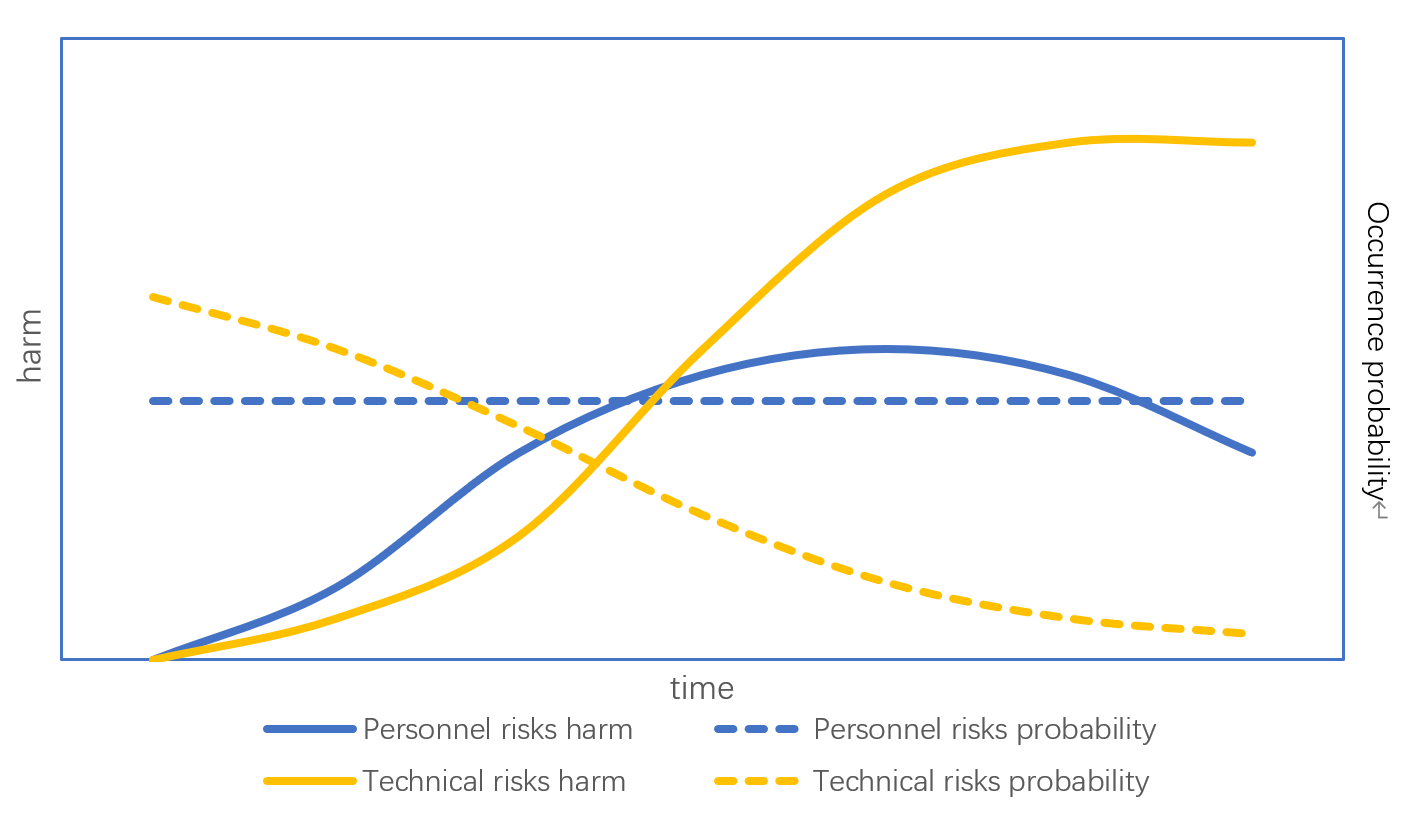 harm
Occurrence probability↵
time
Personnel risks harm
Personnel risks probability
Technical risks harm
Technical risks probability